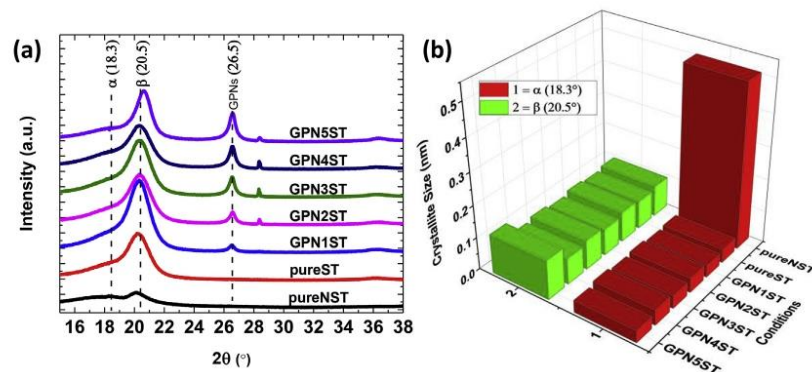 (a)
α (18.3)
β (20.5)
GPNs (26.5)
GPN5ST
GPN4ST
GPN3ST
GPN2ST
GPN1ST
pureST
pureNST
Intensity (a.u.)
15 16 18 20 22 24 26 28 30 32 34 36 38
2θ (°)
(b)
1 = α (18.3°)
2 = β (20.5°)
Crystallite Size (nm)
0.5
0.4
0.3
0.2
0.1
0.0
2
1
pureNST
pureST
GPN1ST
GPN2ST
GPN3ST
GPN4ST
GPN5ST
Conditions